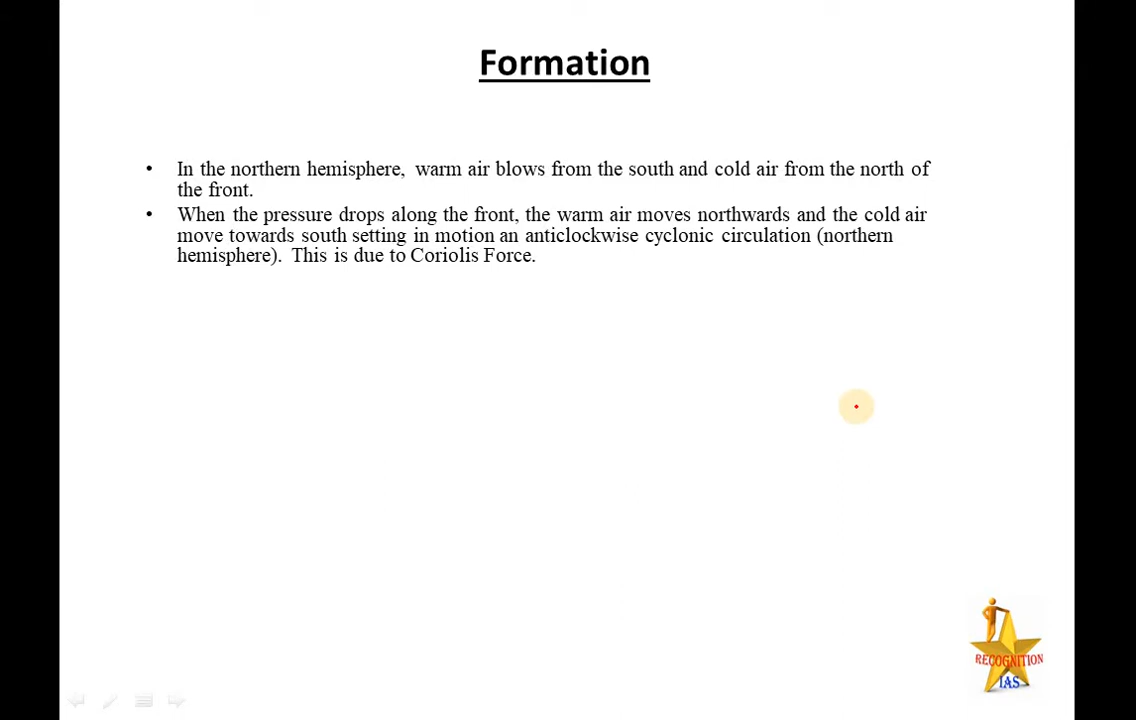 Formation
• In the northern hemisphere, warm air blows from the south and cold air from the north of
the front.
• When the pressure drops along the front, the warm air moves northwards and the cold air
move towards south setting in motion an anticlockwise cyclonic circulation (northern
hemisphere). This is due to Coriolis Force.
RECOGNITION
IAS